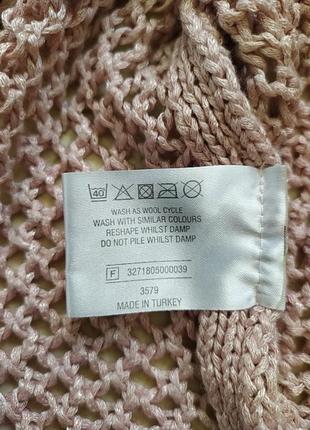 40
WASH AS WOOL CYCLE
WASH WITH SIMILAR COLOURS
RESHAPE WHILST DAMP
DO NOT PILE WHILST DAMP
F 3271805000039
3579
MADE IN TURKEY